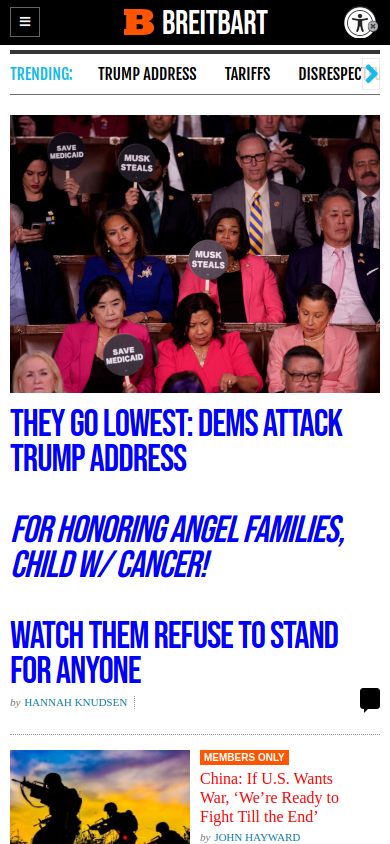 BREITBART
TRENDING:
TRUMP ADDRESS
TARIFFS
DISRESPEC
SAVE
MEDICAID
MUSK
STEALS
MUSK
STEALS
SAVE
MEDICAID
THEY GO LOWEST: DEMS ATTACK
TRUMP ADDRESS
FOR HONORING ANGEL FAMILIES,
CHILD W/ CANCER!
WATCH THEM REFUSE TO STAND
FOR ANYONE
by HANNAH KNUDSEN
MEMBERS ONLY
China: If U.S. Wants
War, ‘We’re Ready to
Fight Till the End’
by JOHN HAYWARD